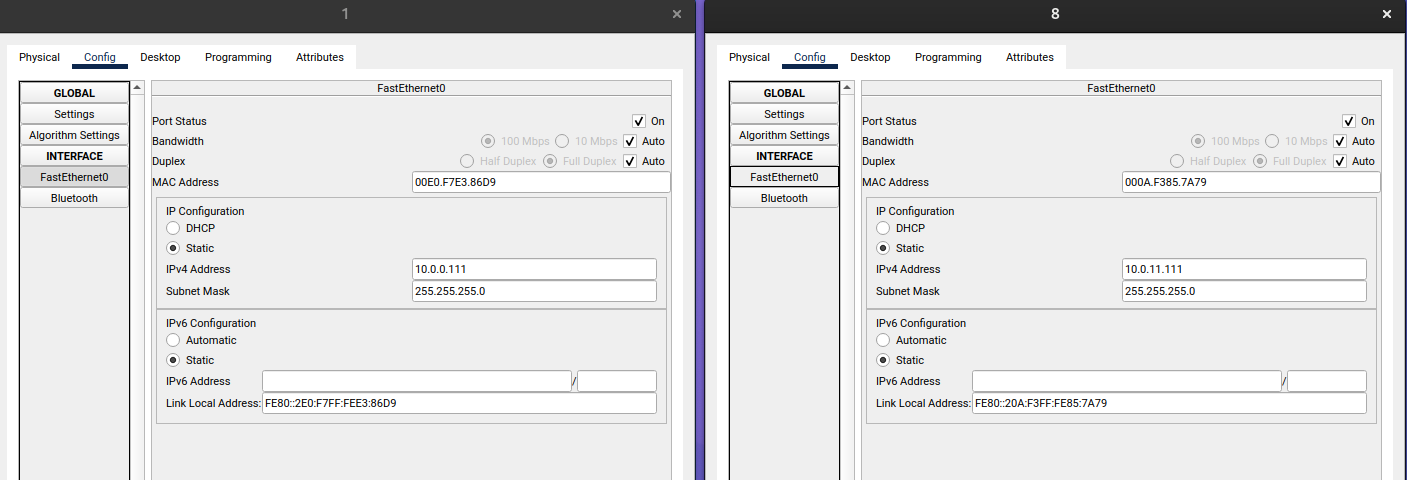 1 ×
Physical Config Desktop Programming Attributes
GLOBAL
Settings
Algorithm Settings
INTERFACE
FastEthernet0
Bluetooth
FastEthernet0
Port Status On
Bandwidth 100 Mbps 10 Mbps Auto
Duplex Half Duplex Full Duplex Auto
MAC Address 00E0.F7E3.86D9
IP Configuration
DHCP
Static
IPv4 Address 10.0.0.111
Subnet Mask 255.255.255.0
IPv6 Configuration
Automatic
Static
IPv6 Address /
Link Local Address: FE80::2E0:F7FF:FEE3:86D9
8 ×
Physical Config Desktop Programming Attributes
GLOBAL
Settings
Algorithm Settings
INTERFACE
FastEthernet0
Bluetooth
FastEthernet0
Port Status On
Bandwidth 100 Mbps 10 Mbps Auto
Duplex Half Duplex Full Duplex Auto
MAC Address 000A.F385.7A79
IP Configuration
DHCP
Static
IPv4 Address 10.0.11.111
Subnet Mask 255.255.255.0
IPv6 Configuration
Automatic
Static
IPv6 Address /
Link Local Address: FE80::20A:F3FF:FE85:7A79